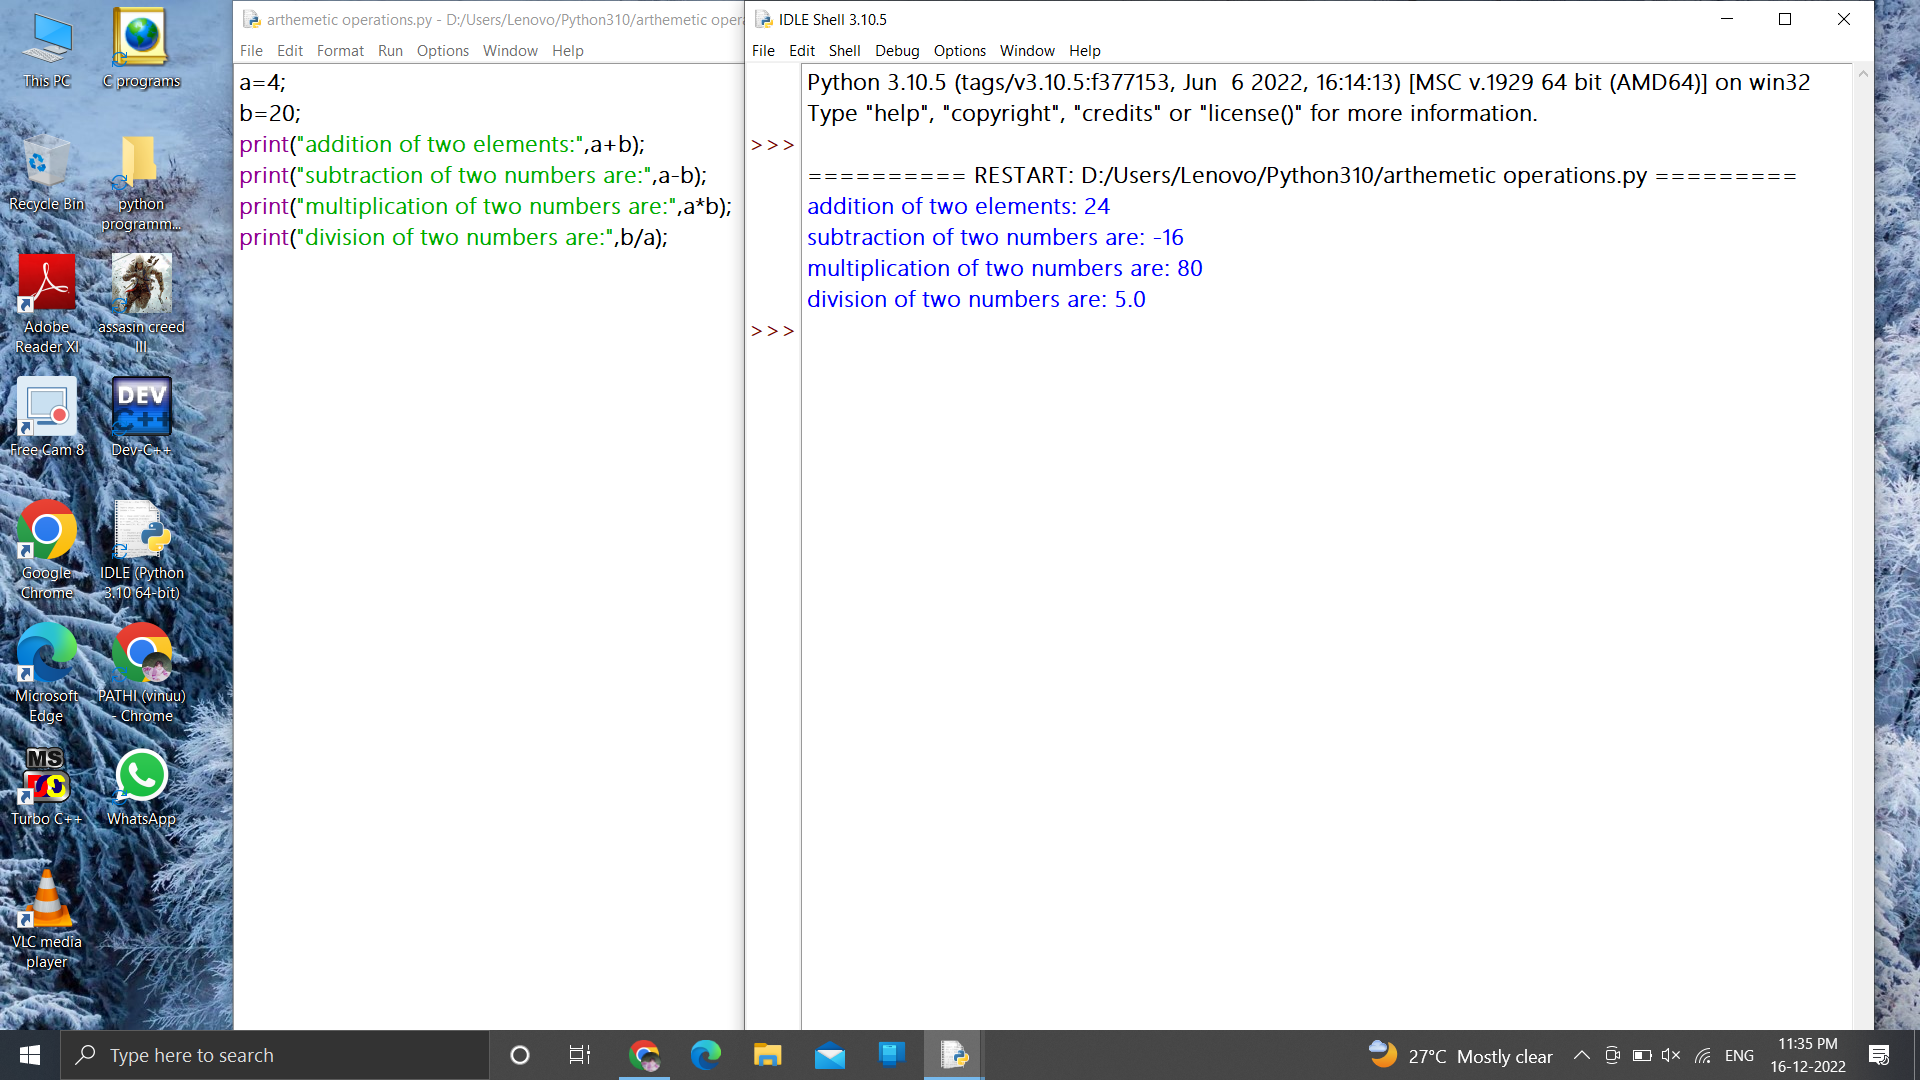 This PC
C programs
Recycle Bin
python
programm...
Adobe
Reader XI
assasin creed
III
Free Cam 8
DEV
C++
Dev-C++
Google
Chrome
IDLE (Python
3.10 64-bit)
Microsoft
Edge
PATHI (vinuu)
- Chrome
MS
DOS
Turbo C++
WhatsApp
VLC media
player
arthemetic operations.py - D:/Users/Lenovo/Python310/arthemetic oper
File Edit Format Run Options Window Help
a=4;
b=20;
print("addition of two elements:",a+b);
print("subtraction of two numbers are:",a-b);
print("multiplication of two numbers are:",a*b);
print("division of two numbers are:",b/a);
IDLE Shell 3.10.5
File Edit Shell Debug Options Window Help
Python 3.10.5 (tags/v3.10.5:f377153, Jun  6 2022, 16:14:13) [MSC v.1929 64 bit (AMD64)] on win32
Type "help", "copyright", "credits" or "license()" for more information.
>>>
========== RESTART: D:/Users/Lenovo/Python310/arthemetic operations.py =========
addition of two elements: 24
subtraction of two numbers are: -16
multiplication of two numbers are: 80
division of two numbers are: 5.0
>>>
Type here to search
27°C Mostly clear
ENG
11:35 PM
16-12-2022